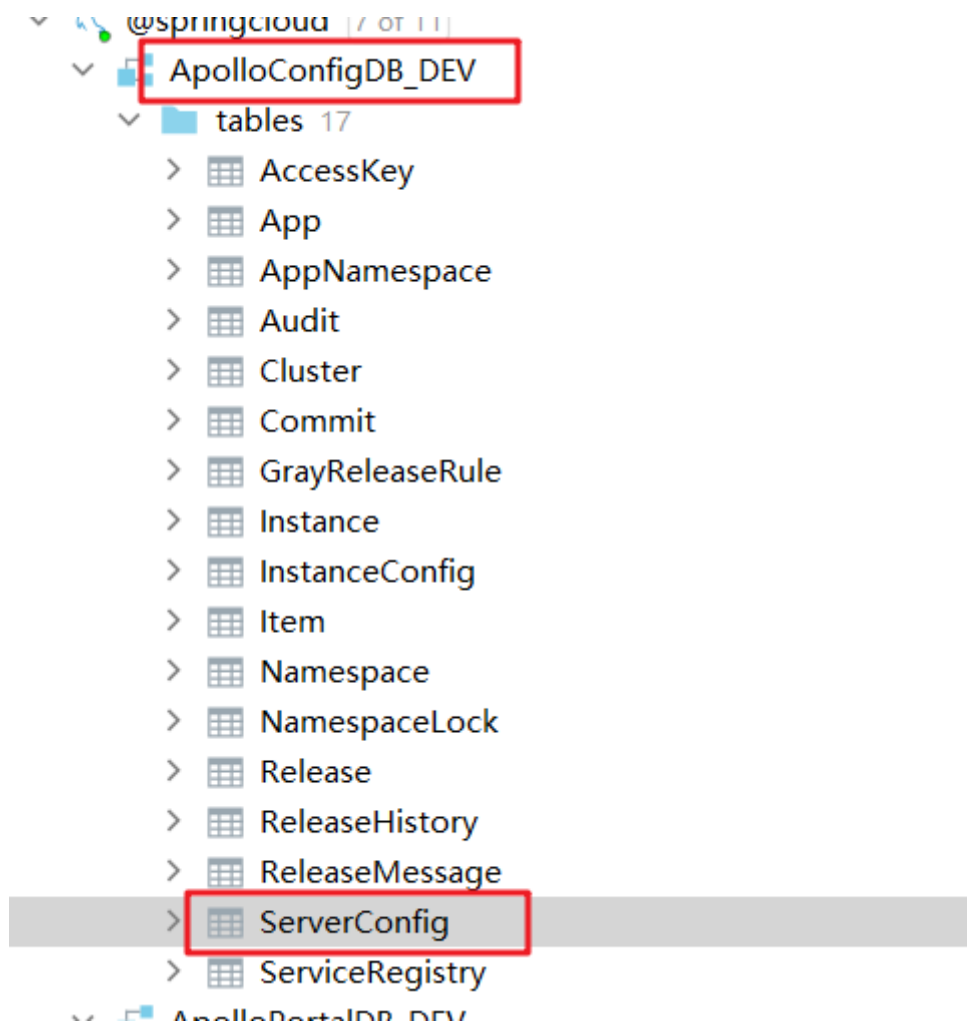 @springcloud [7 of 11]
ApolloConfigDB_DEV
tables 17
AccessKey
App
AppNamespace
Audit
Cluster
Commit
GrayReleaseRule
Instance
InstanceConfig
Item
Namespace
NamespaceLock
Release
ReleaseHistory
ReleaseMessage
ServerConfig
ServiceRegistry
ApolloPortalDB_DEV